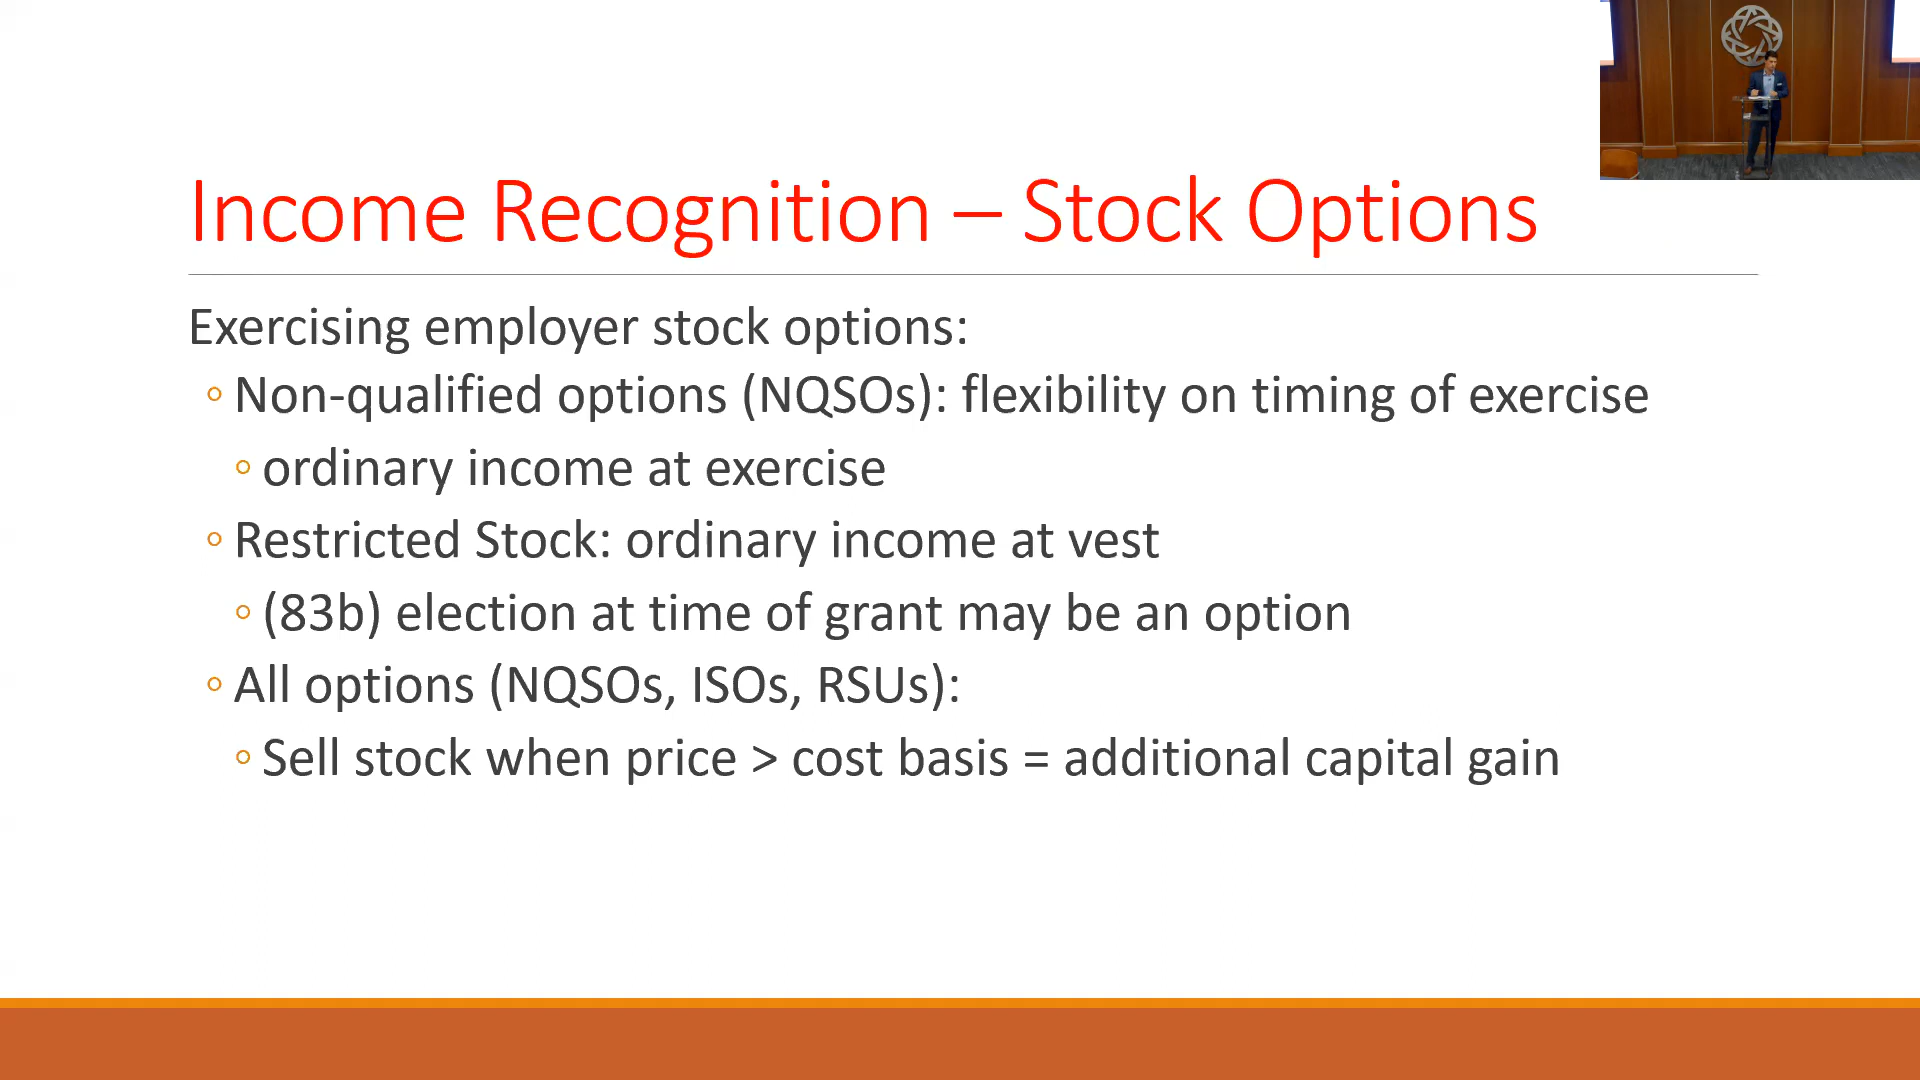 Income Recognition – Stock Options
Exercising employer stock options:
◦ Non-qualified options (NQSOs): flexibility on timing of exercise
◦ ordinary income at exercise
◦ Restricted Stock: ordinary income at vest
◦ (83b) election at time of grant may be an option
◦ All options (NQSOs, ISOs, RSUs):
◦ Sell stock when price > cost basis = additional capital gain